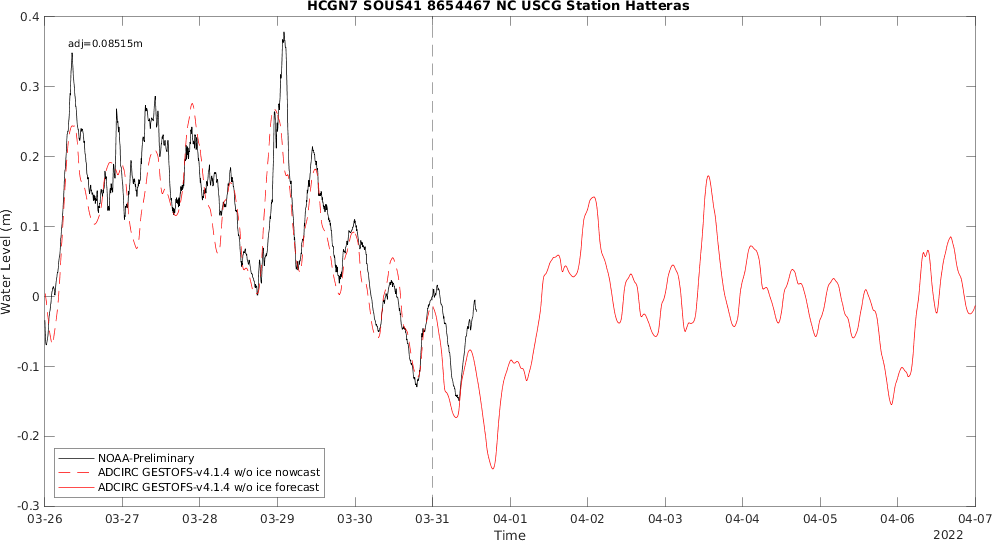 HCGN7 SOUS41 8654467 NC USCG Station Hatteras
adj=0.08515m
0.4
0.3
0.2
0.1
0
-0.1
-0.2
-0.3
Water Level (m)
NOAA-Preliminary
ADCIRC GESTOFS-v4.1.4 w/o ice nowcast
ADCIRC GESTOFS-v4.1.4 w/o ice forecast
03-26 03-27 03-28 03-29 03-30 03-31 04-01 04-02 04-03 04-04 04-05 04-06 04-07
Time
2022